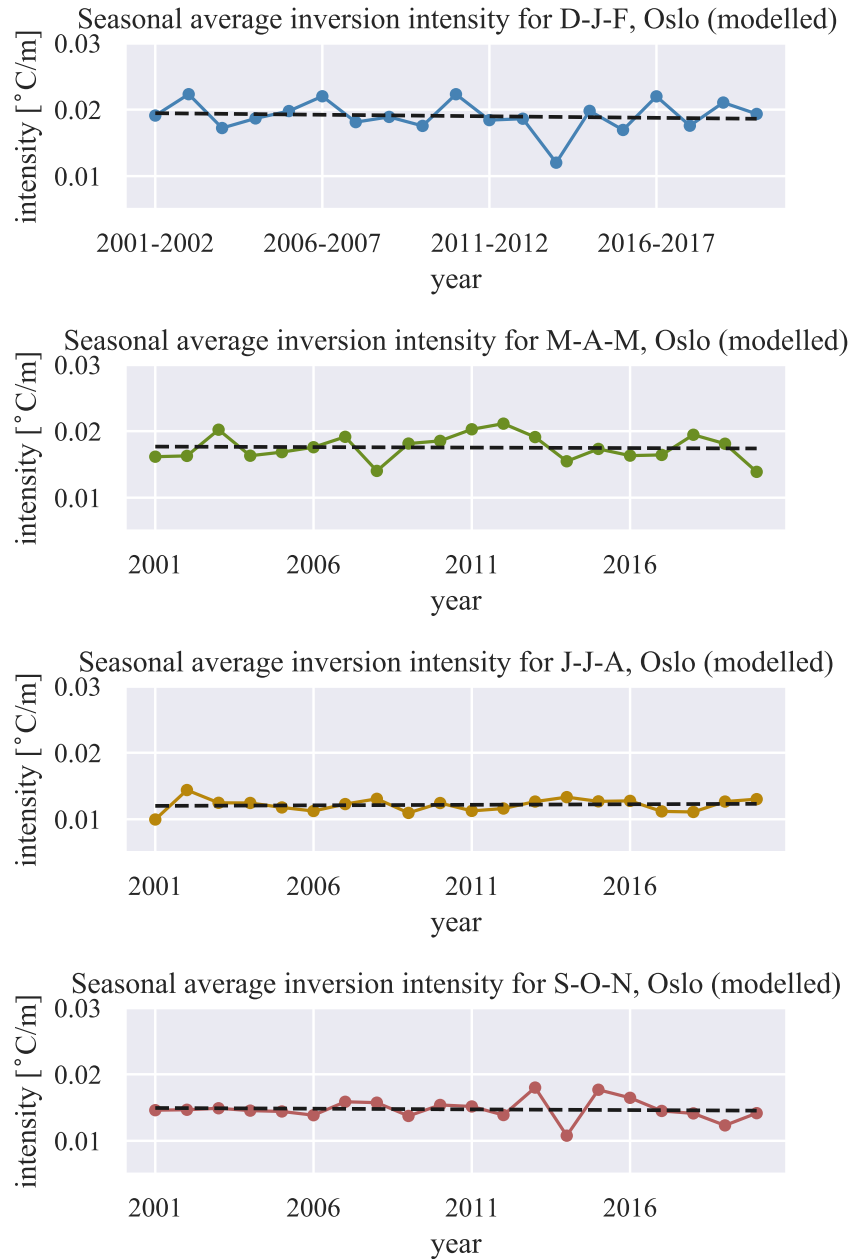 Seasonal average inversion intensity for D-J-F, Oslo (modelled)
0.03
0.02
0.01
intensity [˚C/m]
2001-2002 2006-2007 2011-2012 2016-2017
year
Seasonal average inversion intensity for M-A-M, Oslo (modelled)
0.03
0.02
0.01
intensity [˚C/m]
2001 2006 2011 2016
year
Seasonal average inversion intensity for J-J-A, Oslo (modelled)
0.03
0.02
0.01
intensity [˚C/m]
2001 2006 2011 2016
year
Seasonal average inversion intensity for S-O-N, Oslo (modelled)
0.03
0.02
0.01
intensity [˚C/m]
2001 2006 2011 2016
year